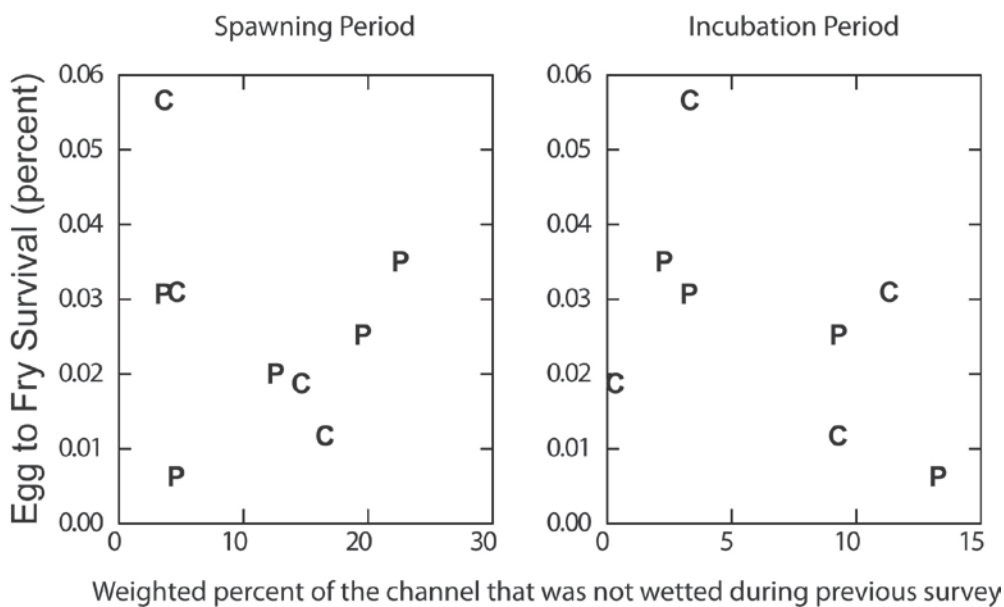 Spawning Period
Incubation Period
Egg to Fry Survival (percent)
0.06
0.05
0.04
0.03
0.02
0.01
0.00
C
P
PC
P
P
C
C
P
0
10
20
30
0.06
0.05
0.04
0.03
0.02
0.01
0.00
C
P
P
C
P
C
C
P
0
5
10
15
Weighted percent of the channel that was not wetted during previous survey